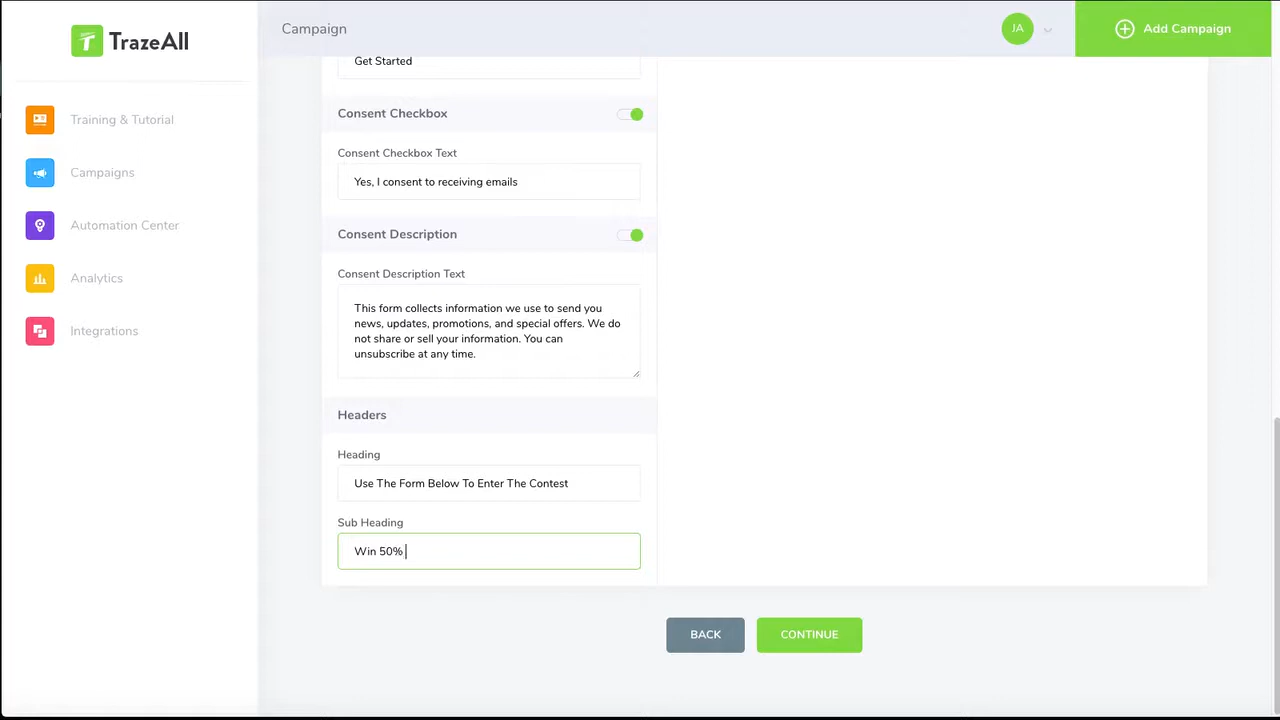 TrazeAll
Campaign
JA
Add Campaign
Training & Tutorial
Campaigns
Automation Center
Analytics
Integrations
Get Started
Consent Checkbox
Consent Checkbox Text
Yes, I consent to receiving emails
Consent Description
Consent Description Text
This form collects information we use to send you
news, updates, promotions, and special offers. We do
not share or sell your information. You can
unsubscribe at any time.
Headers
Heading
Use The Form Below To Enter The Contest
Sub Heading
Win 50%
BACK
CONTINUE